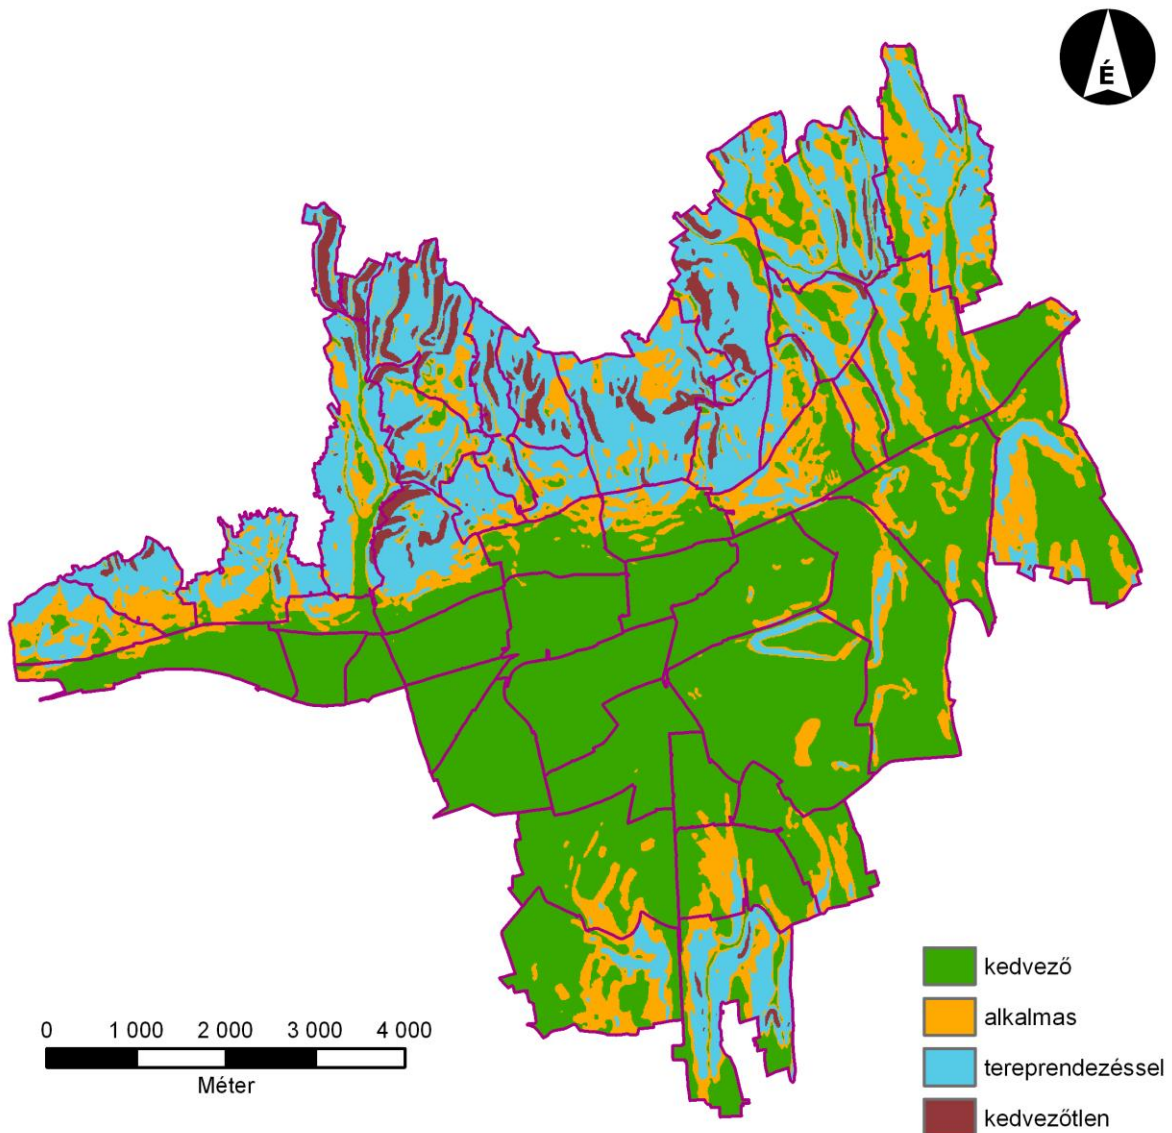 É
kedvező
alkalmas
tereprendezéssel
kedvezőtlen
0 1 000 2 000 3 000 4 000
Méter